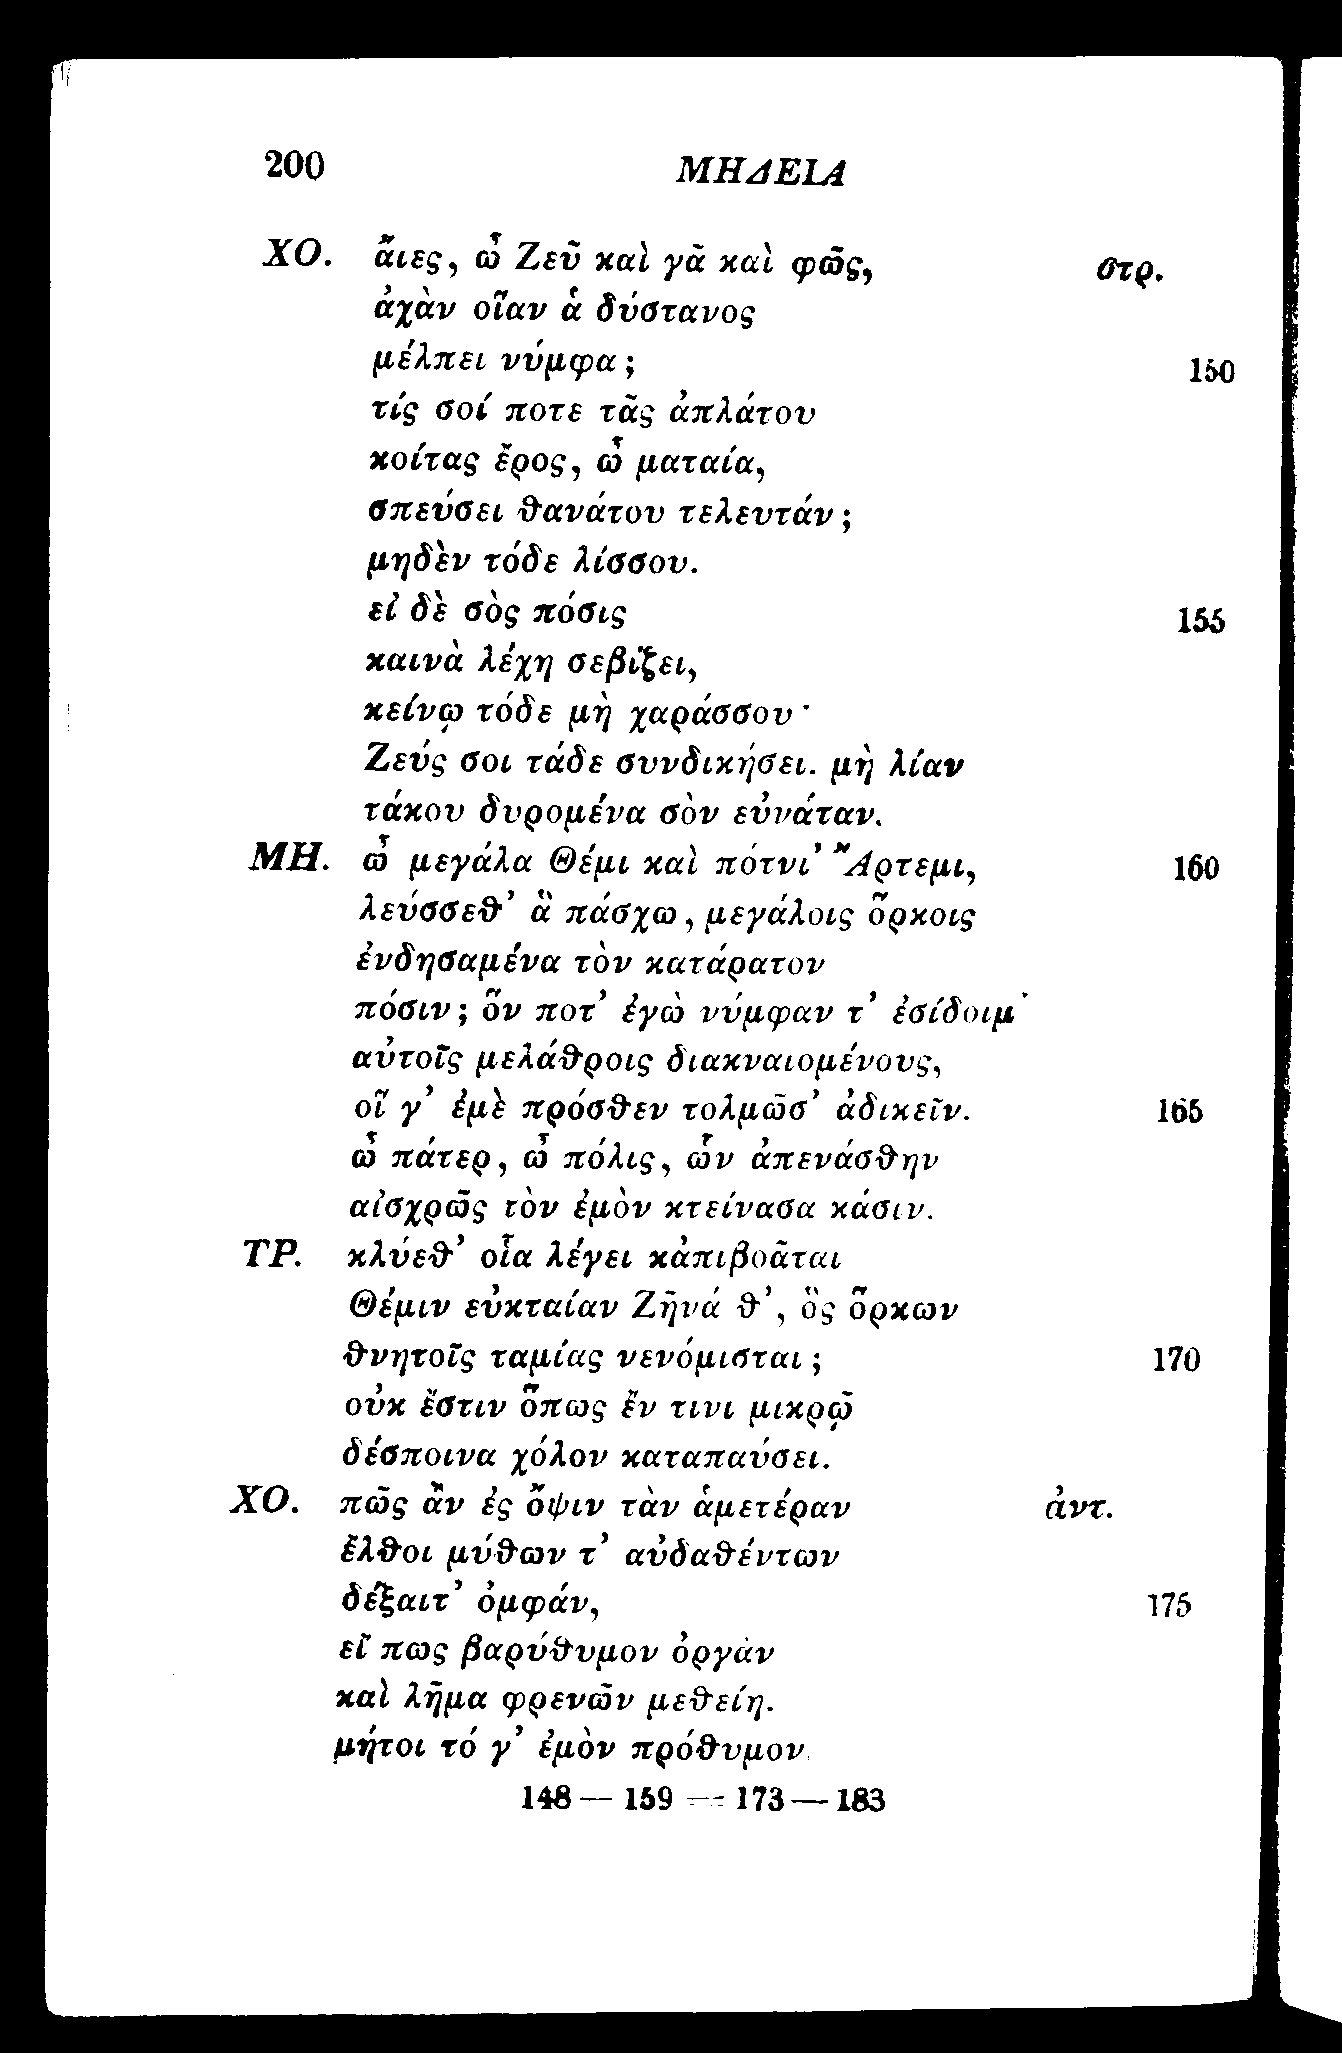 200 ΜΗΔΕΙΑ
ΧΟ. ἄιες, ὦ Ζεῦ καὶ γᾶ καὶ φῶς, στρ.
ἀχὰν οἵαν ἁ δύστανος
μέλπει νύμφα; 150
τίς σοί ποτε τᾶς ἀπλάτου
κοίτας ἔρος, ὦ ματαία,
σπεύσει θανάτου τελευτάν;
μηδὲν τόδε λίσσου.
εἰ δὲ σὸς πόσις 155
καινὰ λέχη σεβίζει,
κείνῳ τόδε μὴ χαράσσου·
Ζεύς σοι τάδε συνδικήσει. μὴ λίαν
τάκου δυρομένα σὸν εὐνάταν.
ΜΗ. ὦ μεγάλα Θέμι καὶ πότνι᾽ Ἄρτεμι, 160
λεύσσεθ᾽ ἃ πάσχω, μεγάλοις ὅρκοις
ἐνδησαμένα τὸν κατάρατον
πόσιν; ὅν ποτ᾽ ἐγὼ νύμφαν τ᾽ ἐσίδοιμ᾽
αὐτοῖς μελάθροις διακναιομένους,
οἵ γ᾽ ἐμὲ πρόσθεν τολμῶσ᾽ ἀδικεῖν. 165
ὦ πάτερ, ὦ πόλις, ὧν ἀπενάσθην
αἰσχρῶς τὸν ἐμὸν κτείνασα κάσιν.
ΤΡ. κλύεθ᾽ οἷα λέγει κἀπιβοᾶται
Θέμιν εὐκταίαν Ζῆνά θ᾽, ὃς ὅρκων
θνητοῖς ταμίας νενόμισται; 170
οὐκ ἔστιν ὅπως ἔν τινι μικρῷ
δέσποινα χόλον καταπαύσει.
ΧΟ. πῶς ἂν ἐς ὄψιν τὰν ἁμετέραν ἀντ.
ἔλθοι μύθων τ᾽ αὐδαθέντων
δέξαιτ᾽ ὀμφάν, 175
εἴ πως βαρύθυμον ὀργὰν
καὶ λῆμα φρενῶν μεθείη.
μήτοι τό γ᾽ ἐμὸν πρόθυμον
148 — 159 = 173 — 183